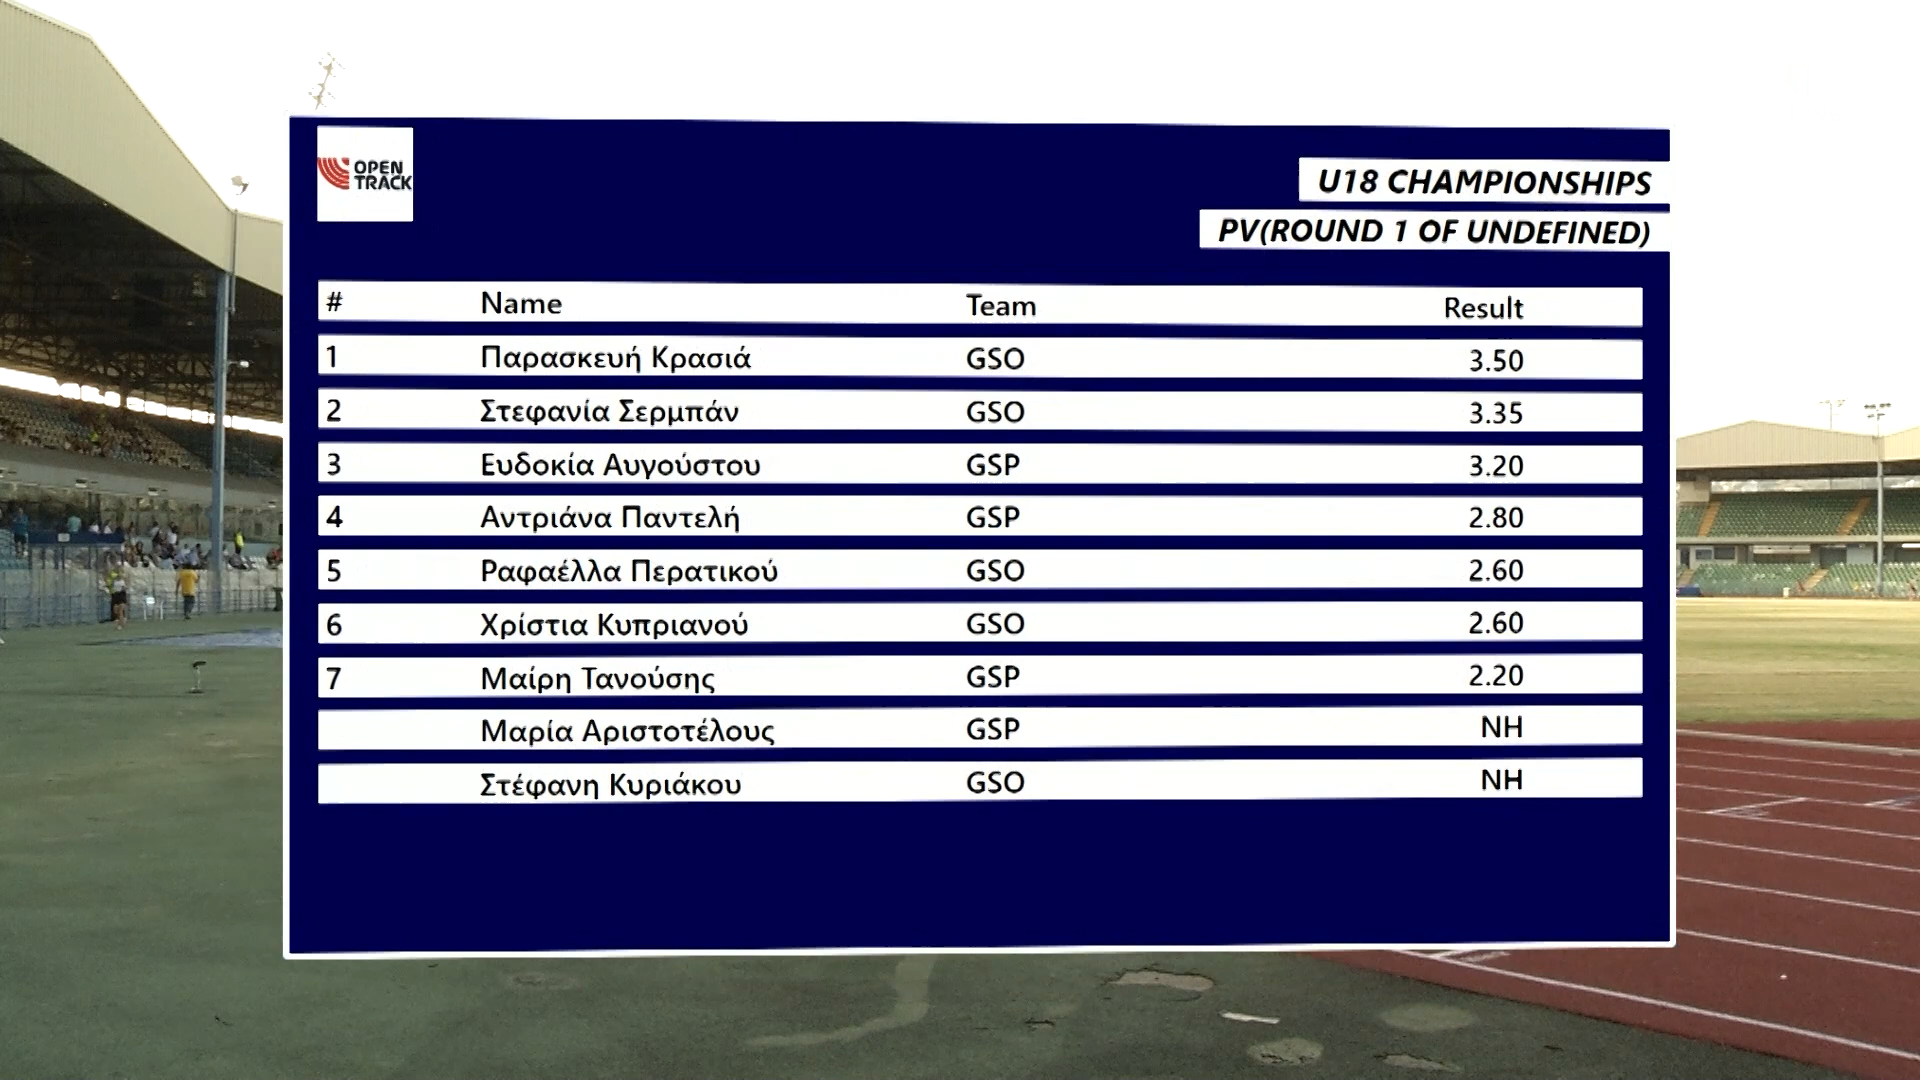 OPEN
TRACK
U18 CHAMPIONSHIPS
PV(ROUND 1 OF UNDEFINED)
# Name Team Result
1 Παρασκευή Κρασιά GSO 3.50
2 Στεφανία Σερμπάν GSO 3.35
3 Ευδοκία Αυγούστου GSP 3.20
4 Αντριάνα Παντελή GSP 2.80
5 Ραφαέλλα Περατικού GSO 2.60
6 Χρίστια Κυπριανού GSO 2.60
7 Μαίρη Τανούσης GSP 2.20
Μαρία Αριστοτέλους GSP NH
Στέφανη Κυριάκου GSO NH